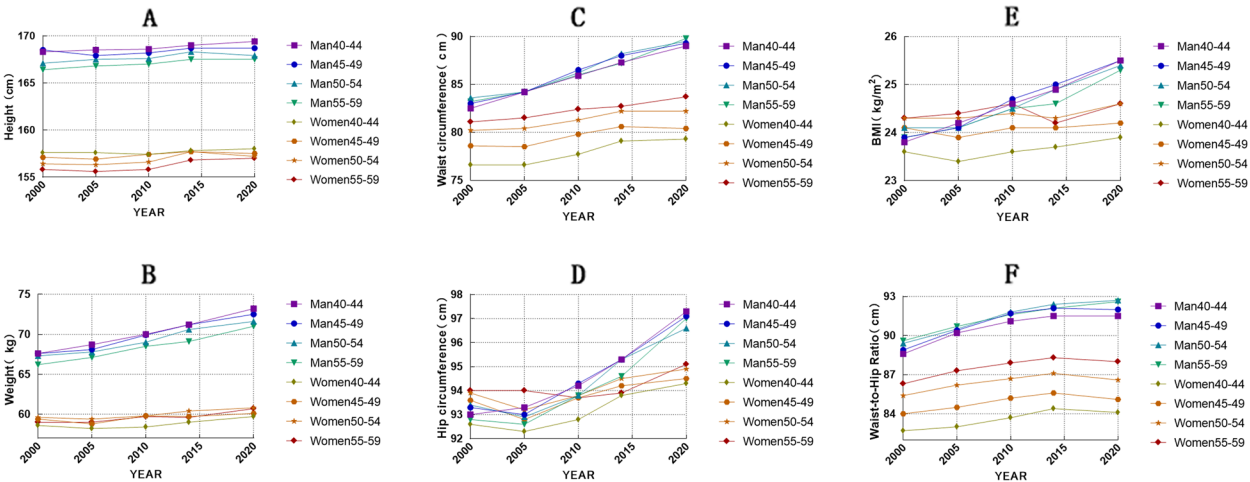 A
Height (cm)
170
165
160
155
2000
2005
2010
2015
2020
YEAR
Man40-44
Man45-49
Man50-54
Man55-59
Women40-44
Women45-49
Women50-54
Women55-59
C
Waist circumference( cm)
90
85
80
75
2000
2005
2010
2015
2020
YEAR
Man40-44
Man45-49
Man50-54
Man55-59
Women40-44
Women45-49
Women50-54
Women55-59
E
BMI( kg/m²)
26
25
24
23
2000
2005
2010
2015
2020
YEAR
Man40-44
Man45-49
Man50-54
Man55-59
Women40-44
Women45-49
Women50-54
Women55-59
B
Weight( kg)
75
70
65
60
2000
2005
2010
2015
2020
YEAR
Man40-44
Man45-49
Man50-54
Man55-59
Women40-44
Women45-49
Women50-54
Women55-59
D
Hip circumference( cm)
98
97
96
95
94
93
92
2000
2005
2010
2015
2020
YEAR
Man40-44
Man45-49
Man50-54
Man55-59
Women40-44
Women45-49
Women50-54
Women55-59
F
Waist-to-Hip Ratio (cm)
93
90
87
84
2000
2005
2010
2015
2020
YEAR
Man40-44
Man45-49
Man50-54
Man55-59
Women40-44
Women45-49
Women50-54
Women55-59